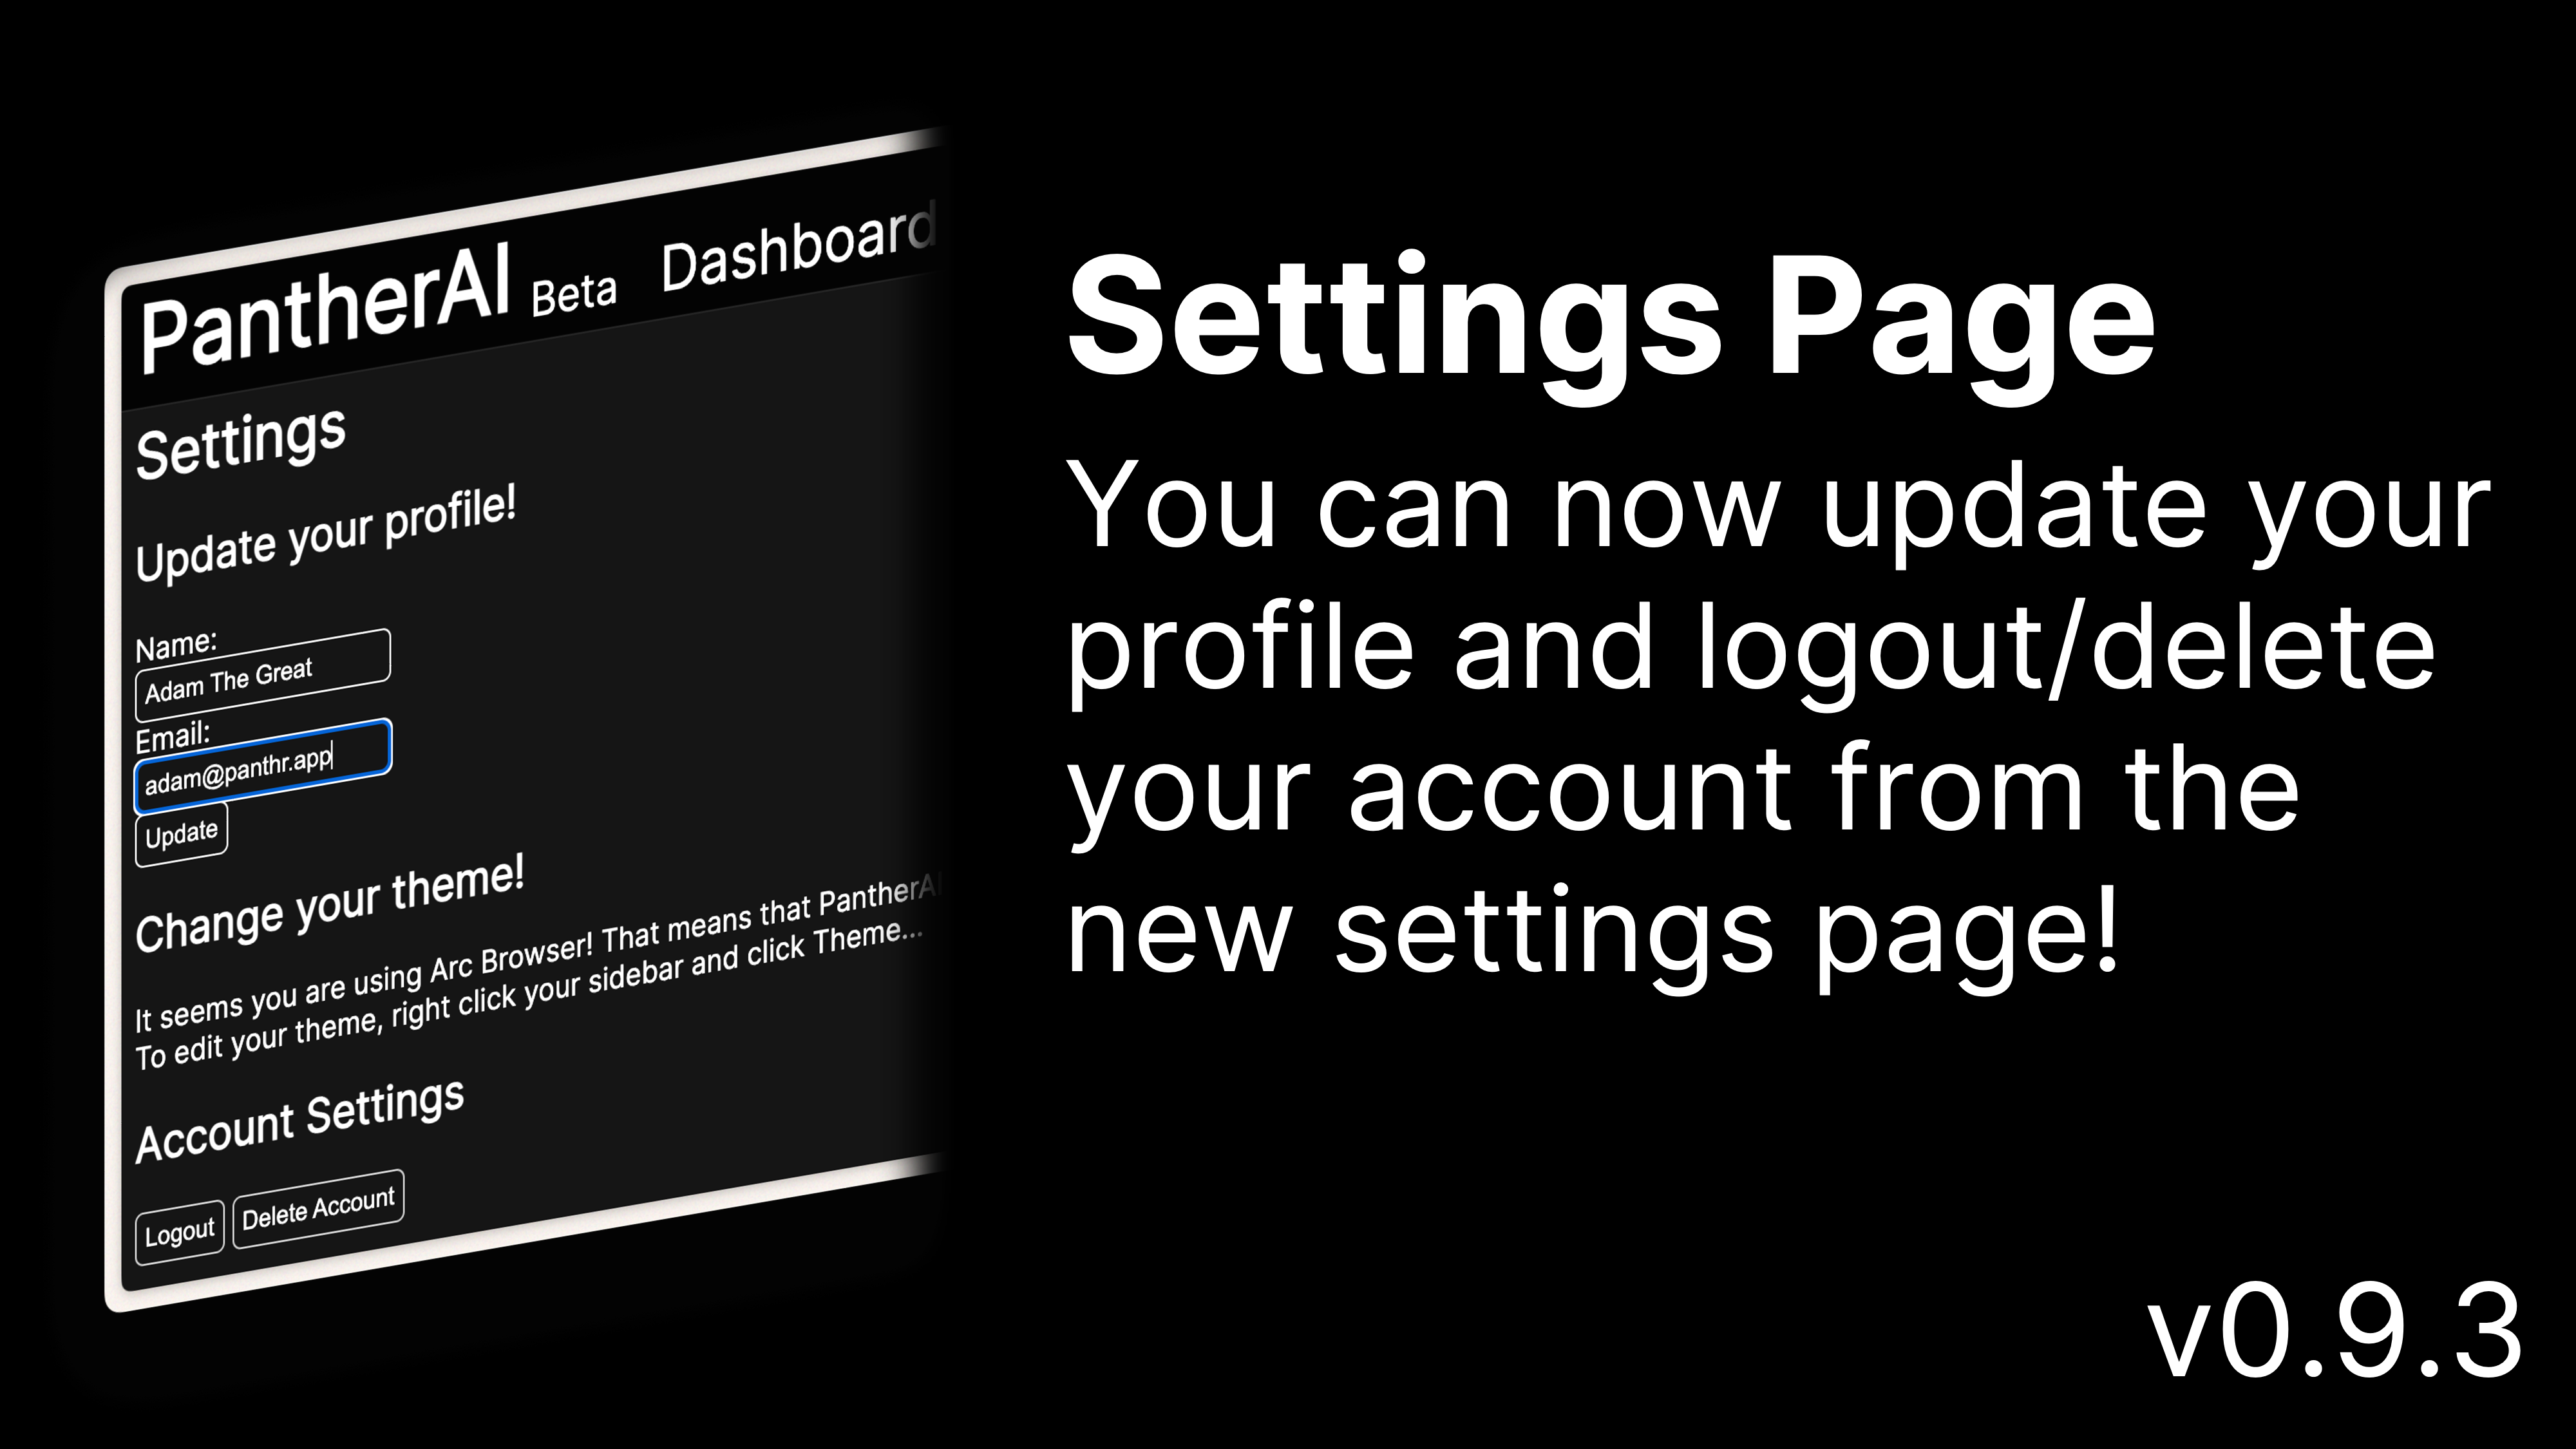 PantherAI Beta Dashboard
Settings
Update your profile!
Name:
Adam The Great
Email:
adam@panthr.app
Update
Change your theme!
It seems you are using Arc Browser! That means that PantherAI
To edit your theme, right click your sidebar and click Theme...
Account Settings
Logout Delete Account
Settings Page
You can now update your
profile and logout/delete
your account from the
new settings page!
v0.9.3